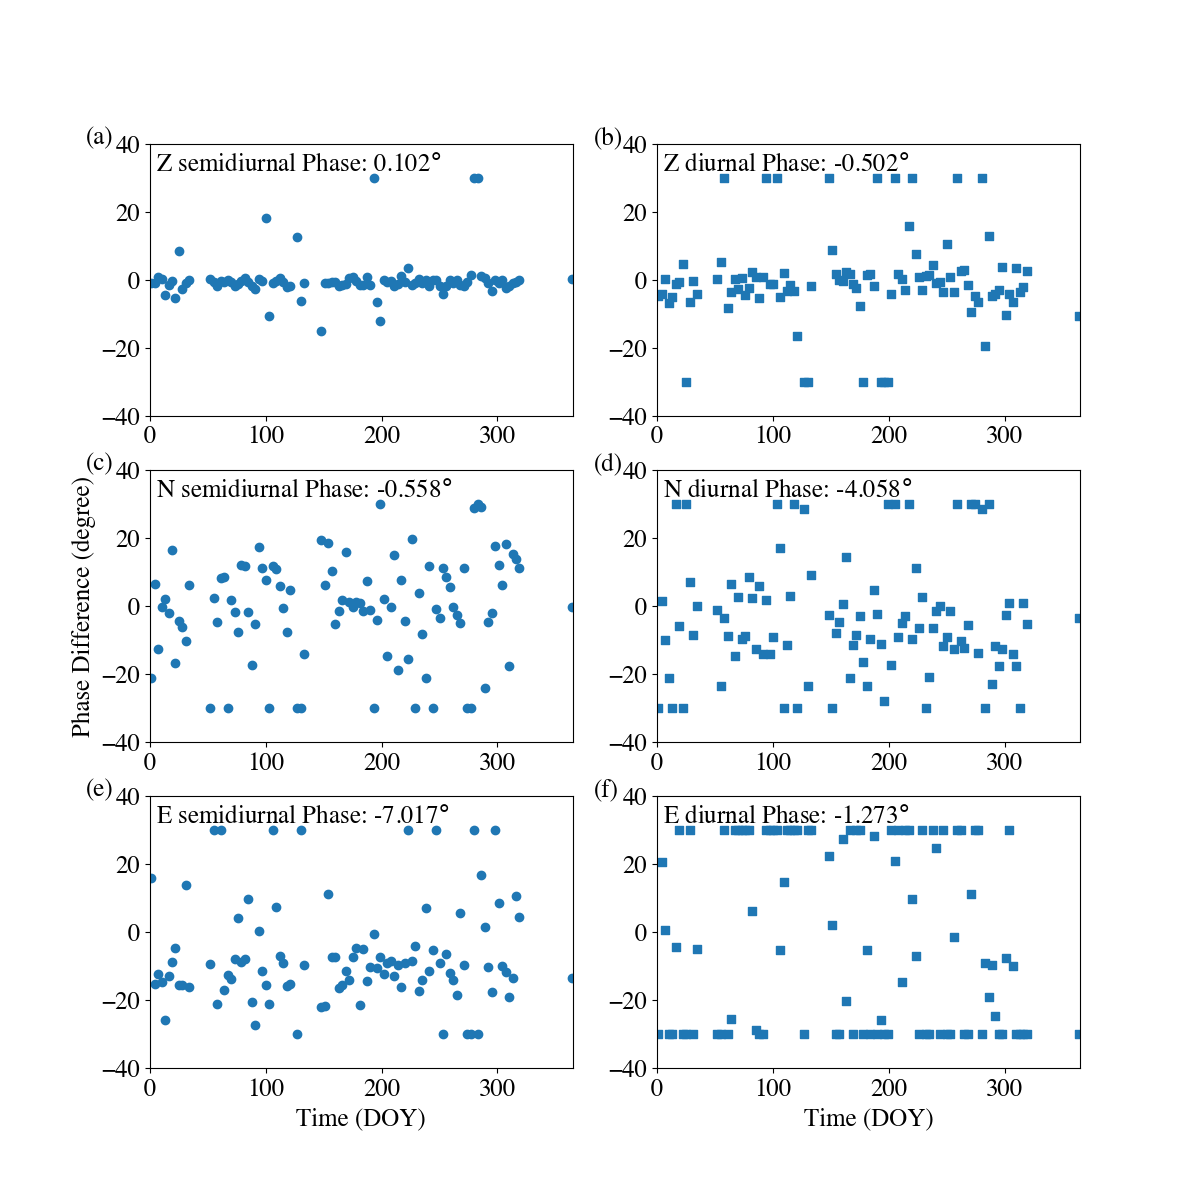 (a)
Z semidiurnal Phase: 0.102°
40
20
0
−20
−40
0 100 200 300
(b)
Z diurnal Phase: -0.502°
40
20
0
−20
−40
0 100 200 300
Phase Difference (degree)
(c)
N semidiurnal Phase: -0.558°
40
20
0
−20
−40
0 100 200 300
(d)
N diurnal Phase: -4.058°
40
20
0
−20
−40
0 100 200 300
(e)
E semidiurnal Phase: -7.017°
40
20
0
−20
−40
0 100 200 300
Time (DOY)
(f)
E diurnal Phase: -1.273°
40
20
0
−20
−40
0 100 200 300
Time (DOY)